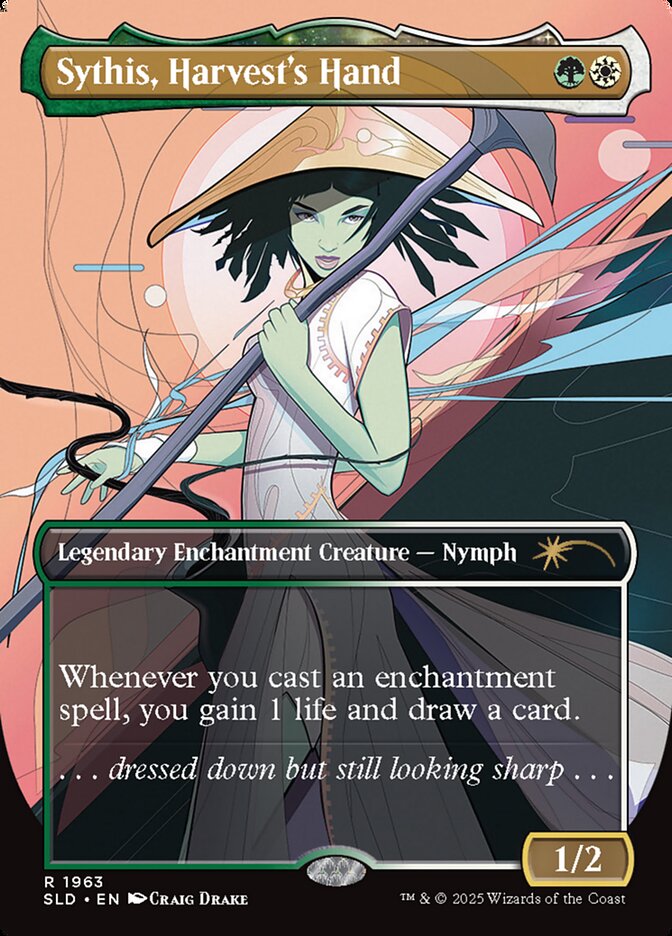 Sythis, Harvest's Hand
Legendary Enchantment Creature — Nymph
Whenever you cast an enchantment
spell, you gain 1 life and draw a card.
. . . dressed down but still looking sharp . . .
1/2
R 1963
SLD • EN Craig Drake
™ & © 2025 Wizards of the Coast